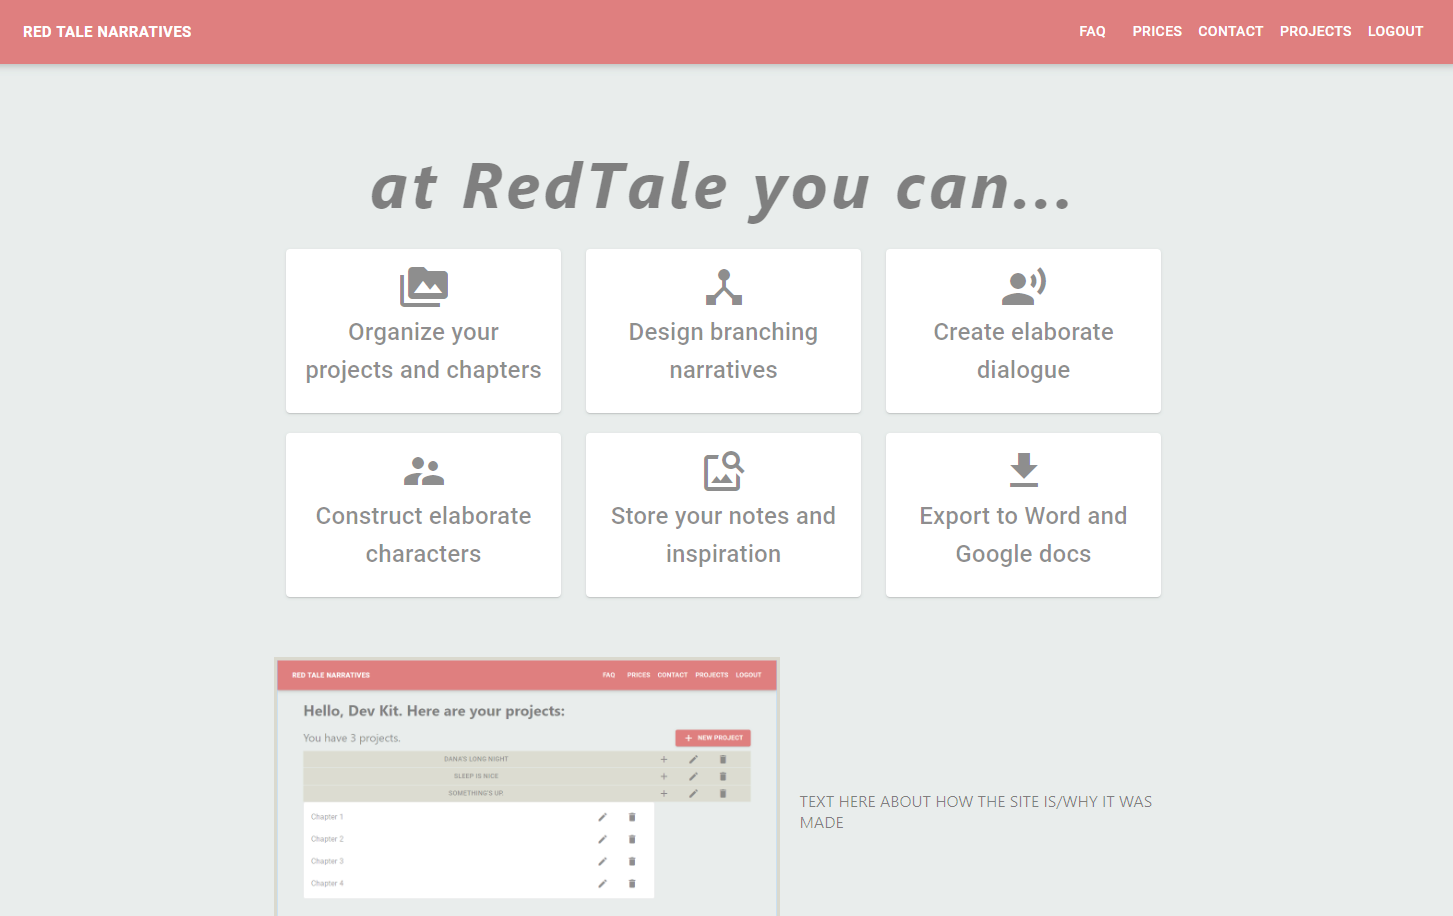 RED TALE NARRATIVES
FAQ PRICES CONTACT PROJECTS LOGOUT
at RedTale you can...
Organize your
projects and chapters
Design branching
narratives
Create elaborate
dialogue
Construct elaborate
characters
Store your notes and
inspiration
Export to Word and
Google docs
RED TALE NARRATIVES
FAQ PRICES CONTACT PROJECTS LOGOUT
Hello, Dev Kit. Here are your projects:
You have 3 projects.
+ NEW PROJECT
DANA'S LONG NIGHT
SLEEP IS NICE
SOMETHING'S UP.
Chapter 1
Chapter 2
Chapter 3
Chapter 4
TEXT HERE ABOUT HOW THE SITE IS/WHY IT WAS
MADE